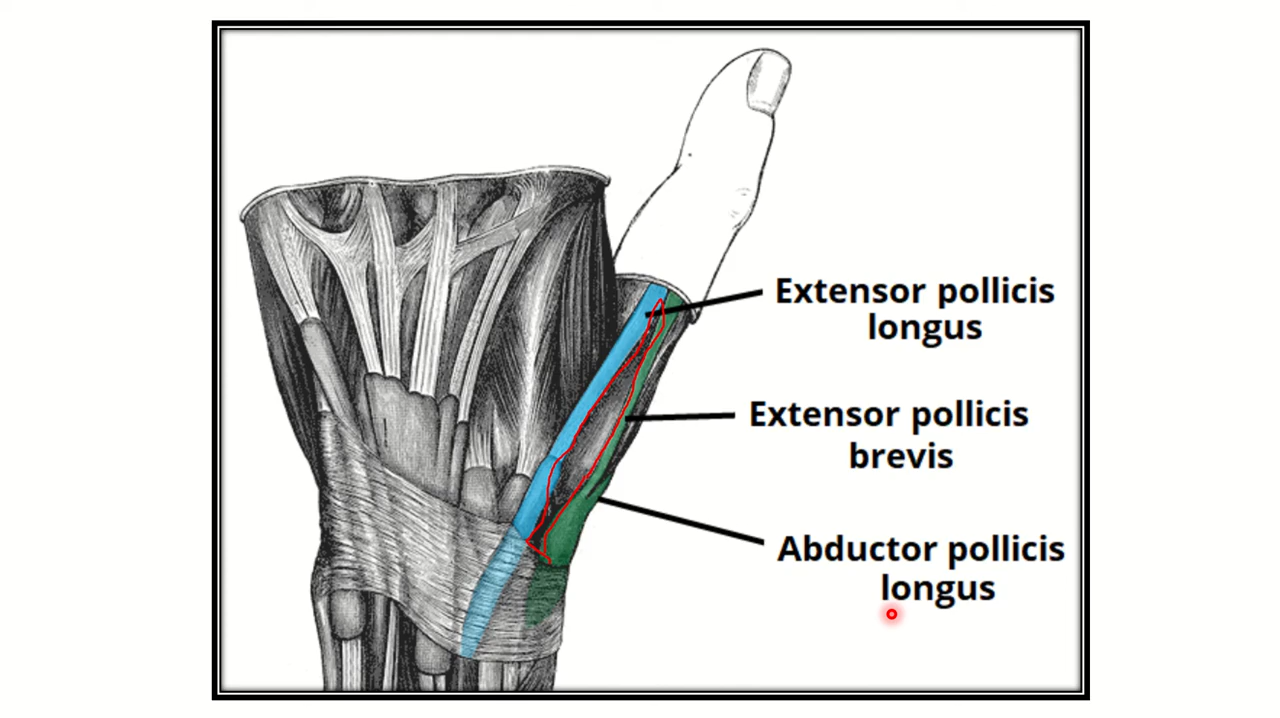 Extensor pollicis
longus
Extensor pollicis
brevis
Abductor pollicis
longus